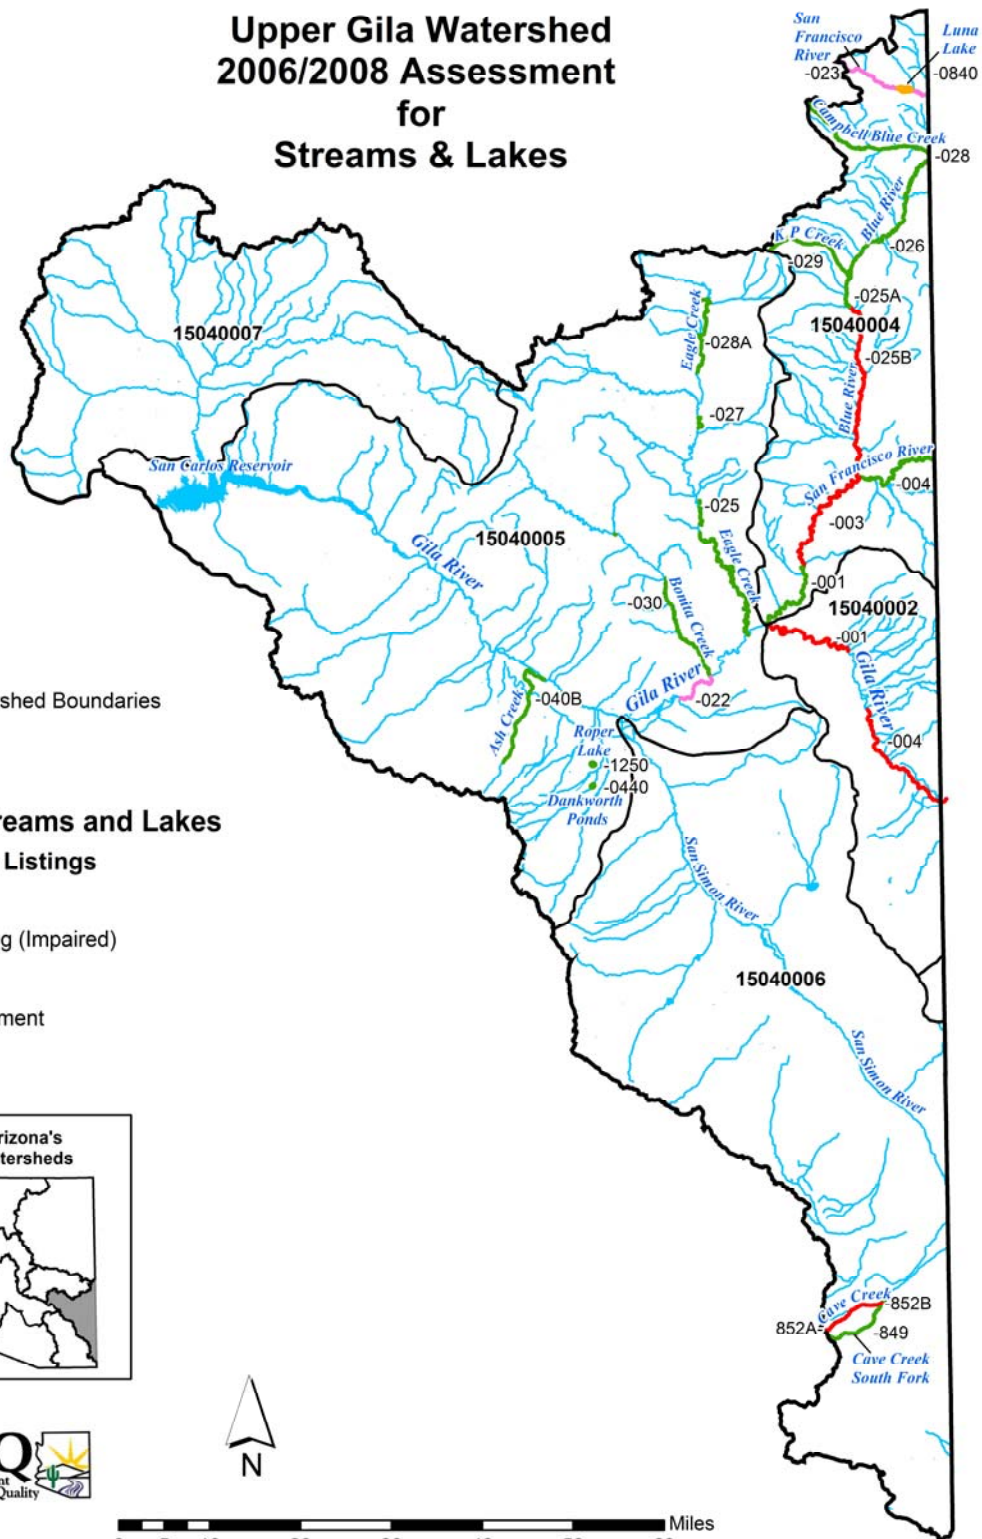 Upper Gila Watershed
2006/2008 Assessment
for
Streams & Lakes
San
Francisco
River
-023
Luna
Lake
-0840
Campbell Blue Creek
-028
Blue River
-026
K P Creek
-029
-025A
15040004
-025B
Blue River
15040007
Eagle Creek
-028A
-027
San Francisco River
-004
San Carlos Reservoir
-025
-003
15040005
Gila River
Eagle Creek
-001
15040002
-030
Bonita Creek
-001
Gila River
shed Boundaries
Ash Creek
-040B
Gila River
-022
-004
Roper
Lake
-1250
-0440
Dankworth
Ponds
reams and Lakes
Listings
San Simon River
g (Impaired)
15040006
ment
San Simon River
rizona's
tersheds
Cave Creek
-852B
852A-
-849
Cave Creek
South Fork
N
Q
nt
Quality
Miles